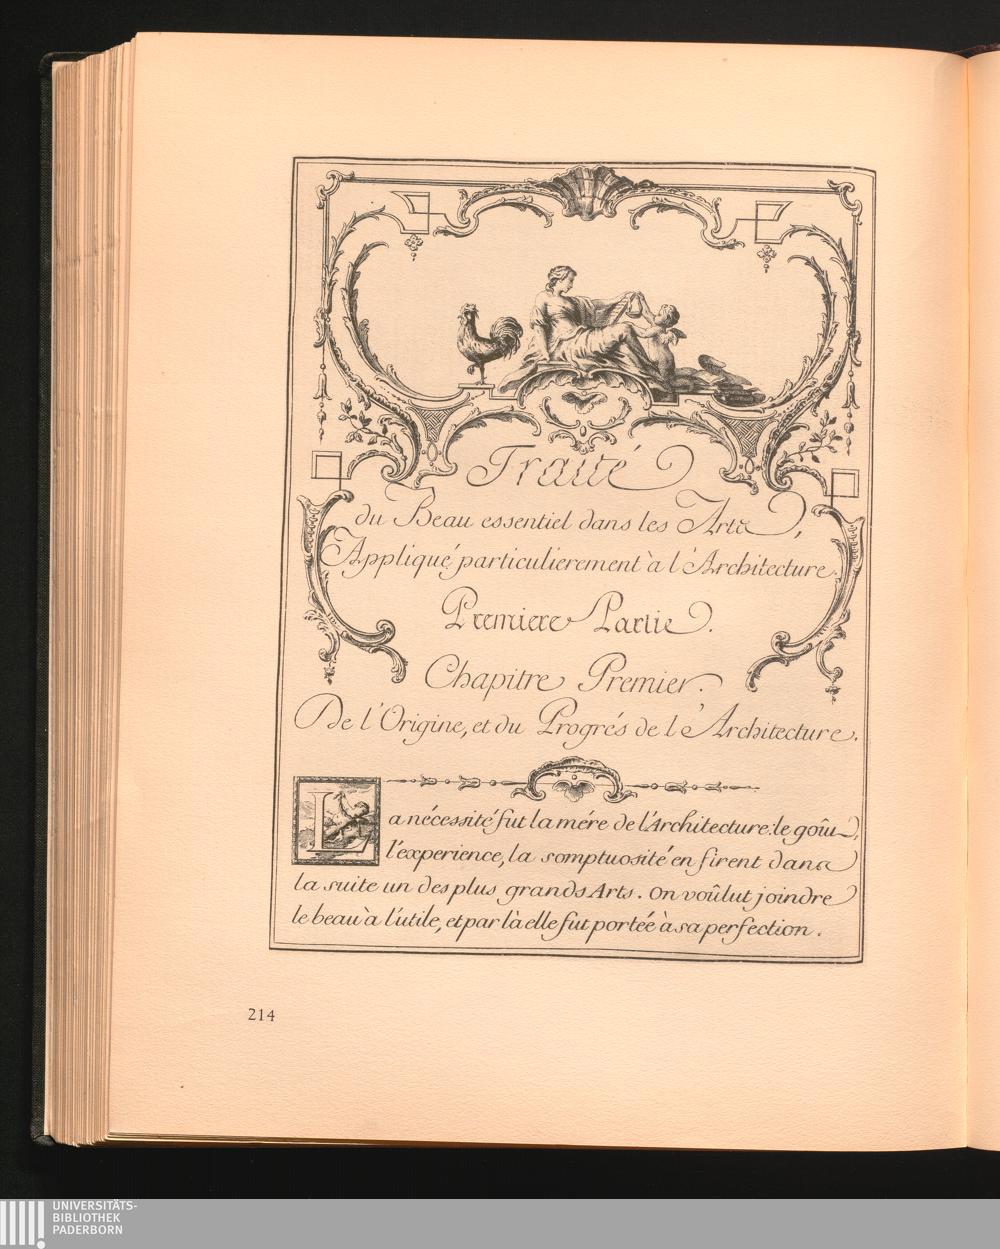 Traité
du Beau essentiel dans les Arts,
Appliqué particulierement à l'Architecture.
Premiere Partie.
Chapitre Premier.
De l'Origine, et du Progrés de l'Architecture.
La nécessité fut la mére de l'Architecture: le goût,
l'experience, la somptuosité en firent dans
la suite un des plus grands Arts. On voûlut joindre
le beau à l'utile, et par là elle fut portée à sa perfection.
214
UNIVERSITÄTS-
BIBLIOTHEK
PADERBORN